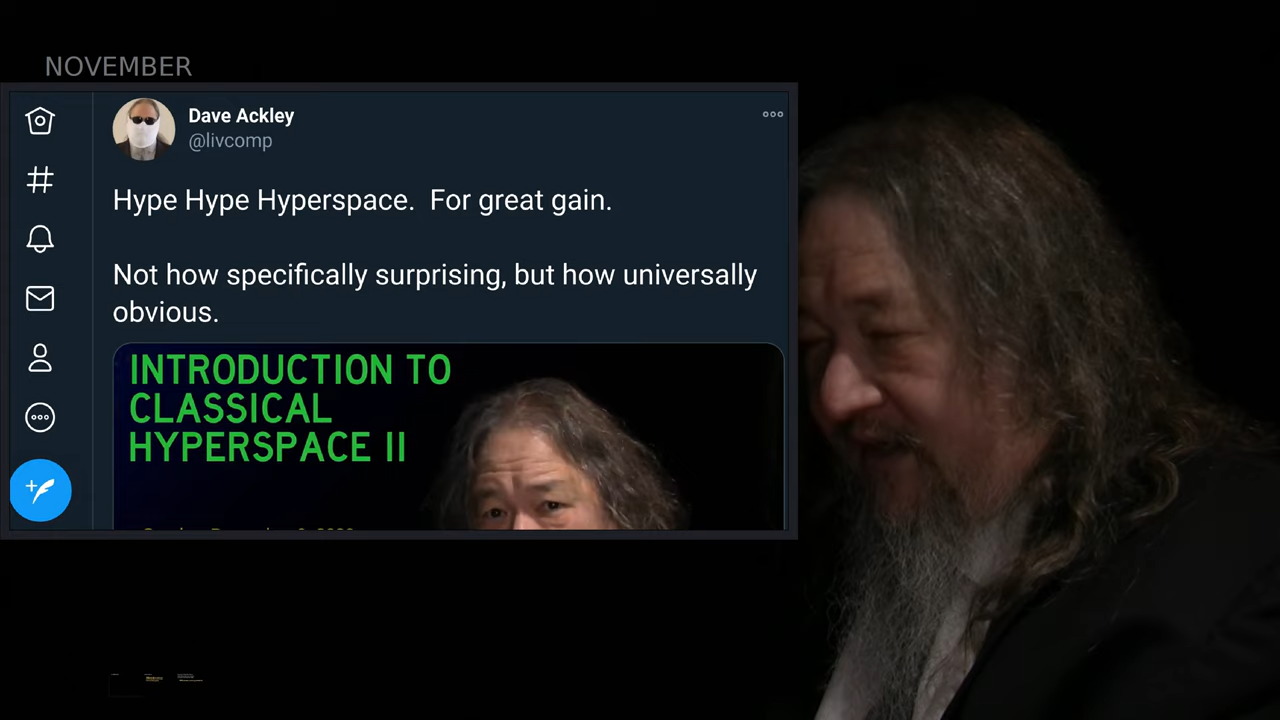 NOVEMBER
Dave Ackley
@livcomp
Hype Hype Hyperspace.  For great gain.
Not how specifically surprising, but how universally
obvious.
INTRODUCTION TO
CLASSICAL
HYPERSPACE II